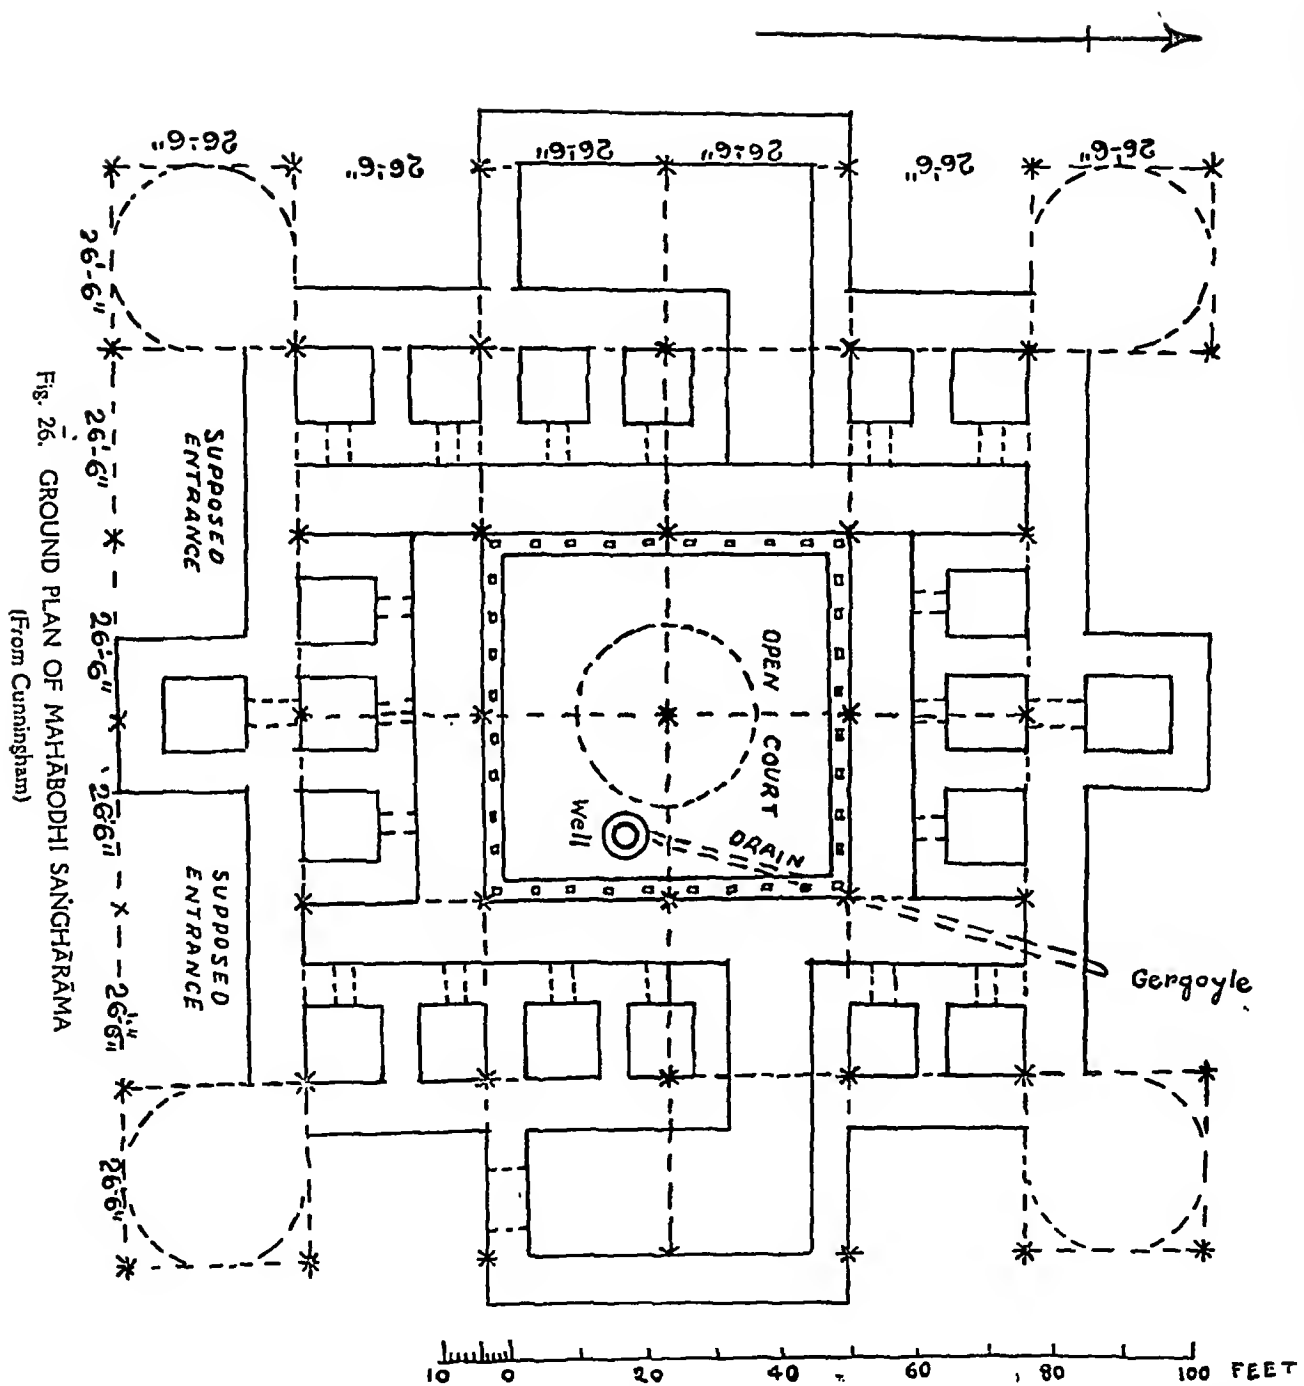 26'-6"
26'-6"
26'-6"
26'-6"
26'-6"
26'-6"
26'-6"
26'-6"
26'-6"
26'-6"
26'-6"
26'-6"
SUPPOSED
ENTRANCE
SUPPOSED
ENTRANCE
OPEN COURT
Well
DRAIN
Gergoyle
Fig. 26. GROUND PLAN OF MAHĀBODHI SAṄGHĀRĀMA
(From Cunningham)
10 0 20 40 60 80 100 FEET